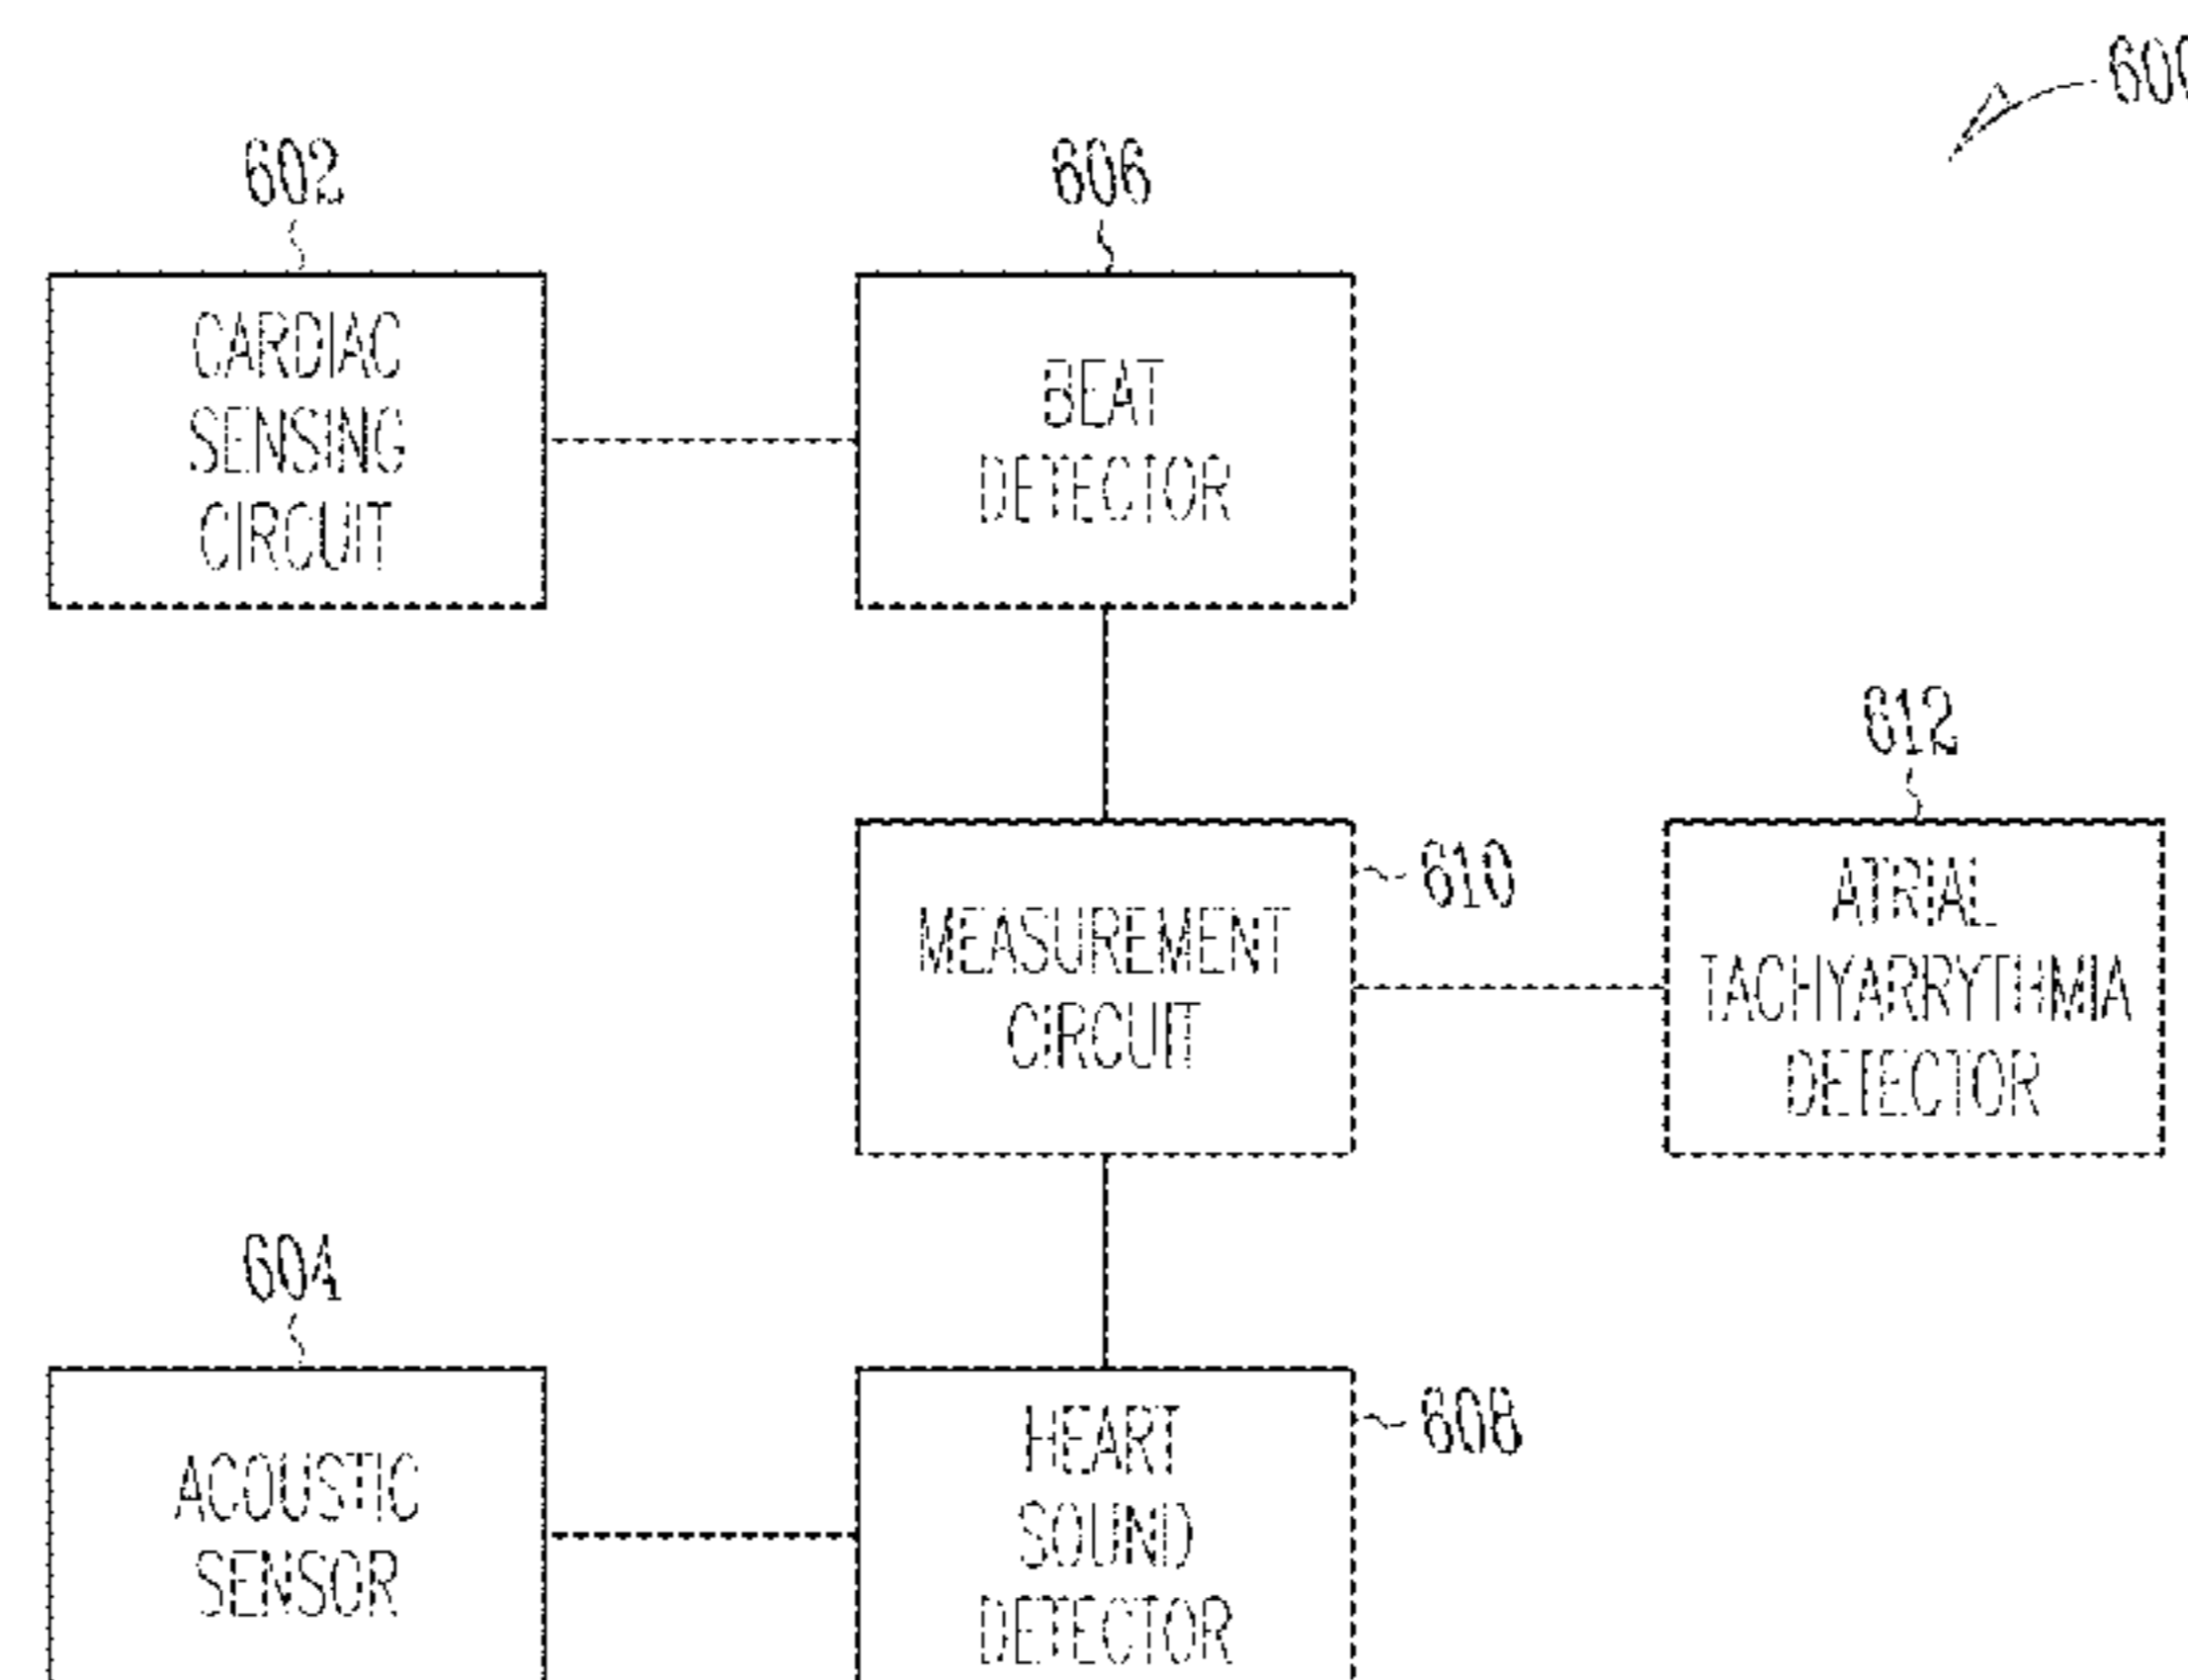 600
602
606
CARDIAC
SENSING
CIRCUIT
BEAT
DETECTOR
612
610
MEASUREMENT
CIRCUIT
ATRIAL
TACHYARRYTHMIA
DETECTOR
604
608
ACOUSTIC
SENSOR
HEART
SOUND
DETECTOR